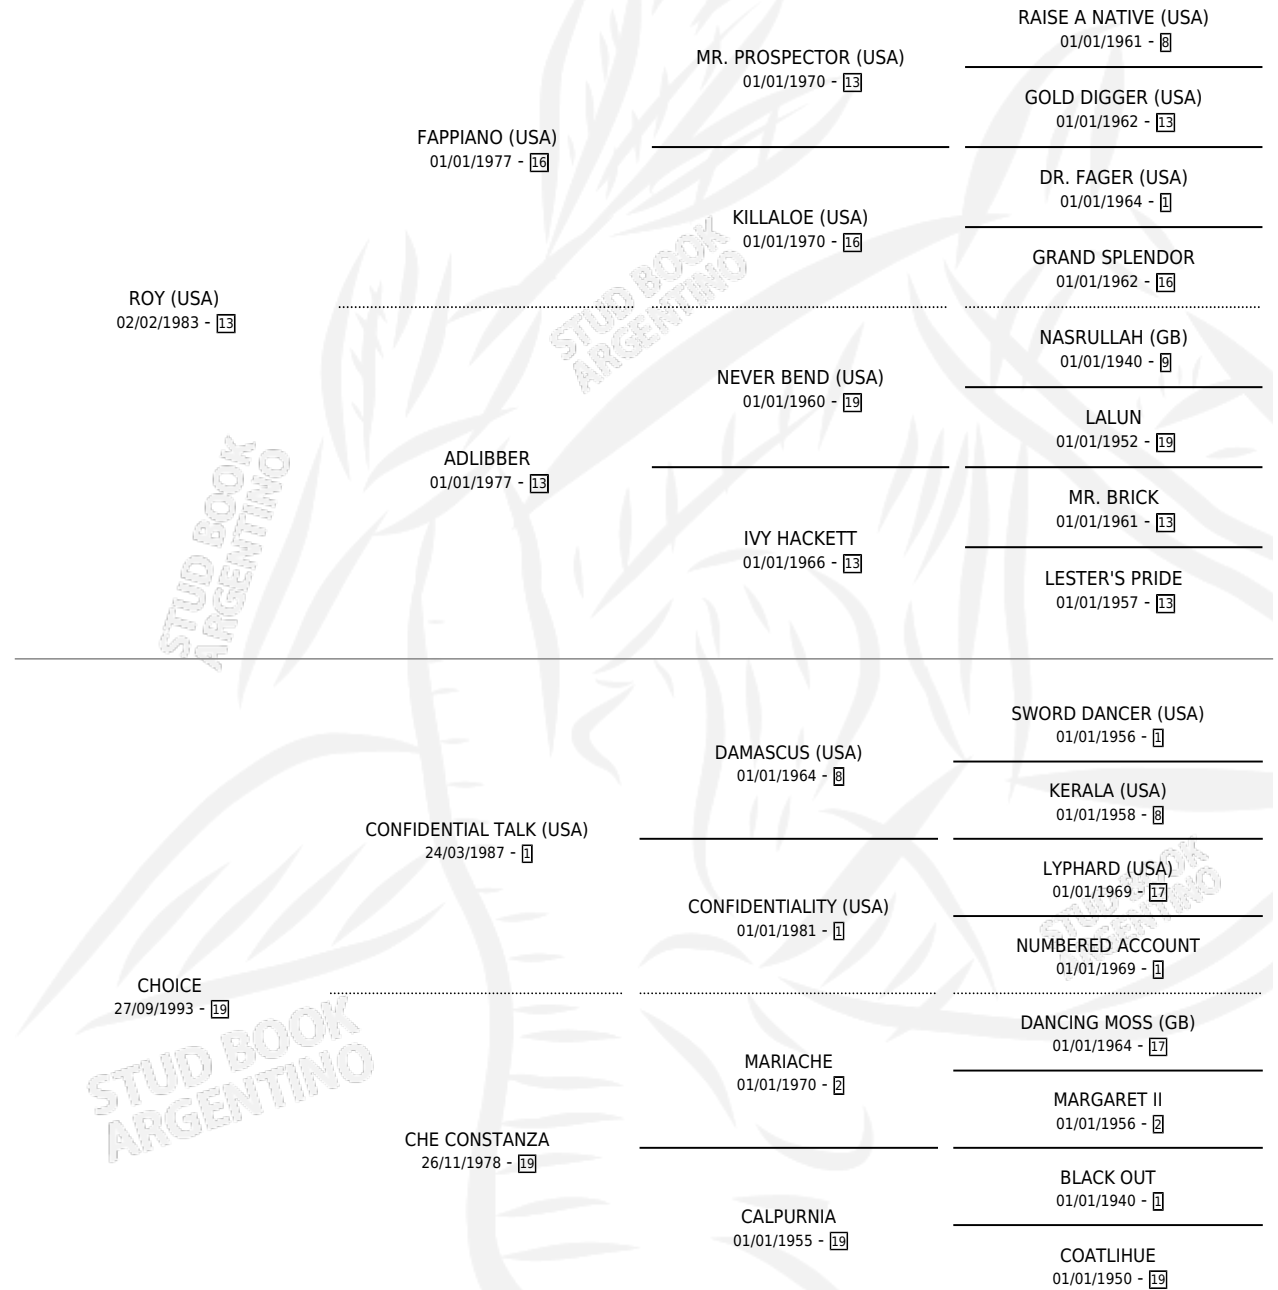 RAISE A NATIVE (USA)
01/01/1961 - 8
MR. PROSPECTOR (USA)
01/01/1970 - 13
GOLD DIGGER (USA)
01/01/1962 - 13
FAPPIANO (USA)
01/01/1977 - 16
DR. FAGER (USA)
01/01/1964 - 1
KILLALOE (USA)
01/01/1970 - 16
GRAND SPLENDOR
01/01/1962 - 16
ROY (USA)
02/02/1983 - 13
NASRULLAH (GB)
01/01/1940 - 9
NEVER BEND (USA)
01/01/1960 - 19
LALUN
01/01/1952 - 19
ADLIBBER
01/01/1977 - 13
MR. BRICK
01/01/1961 - 13
IVY HACKETT
01/01/1966 - 13
LESTER'S PRIDE
01/01/1957 - 13
SWORD DANCER (USA)
01/01/1956 - 1
DAMASCUS (USA)
01/01/1964 - 8
KERALA (USA)
01/01/1958 - 8
CONFIDENTIAL TALK (USA)
24/03/1987 - 1
LYPHARD (USA)
01/01/1969 - 17
CONFIDENTIALITY (USA)
01/01/1981 - 1
NUMBERED ACCOUNT
01/01/1969 - 1
CHOICE
27/09/1993 - 19
DANCING MOSS (GB)
01/01/1964 - 17
MARIACHE
01/01/1970 - 2
MARGARET II
01/01/1956 - 2
CHE CONSTANZA
26/11/1978 - 19
BLACK OUT
01/01/1940 - 1
CALPURNIA
01/01/1955 - 19
COATLIHUE
01/01/1950 - 19
STUD BOOK
ARGENTINO
STUD BOOK
ARGENTINO
STUD BOOK
ARGENTINO
STUD BOOK
ARGENTINO